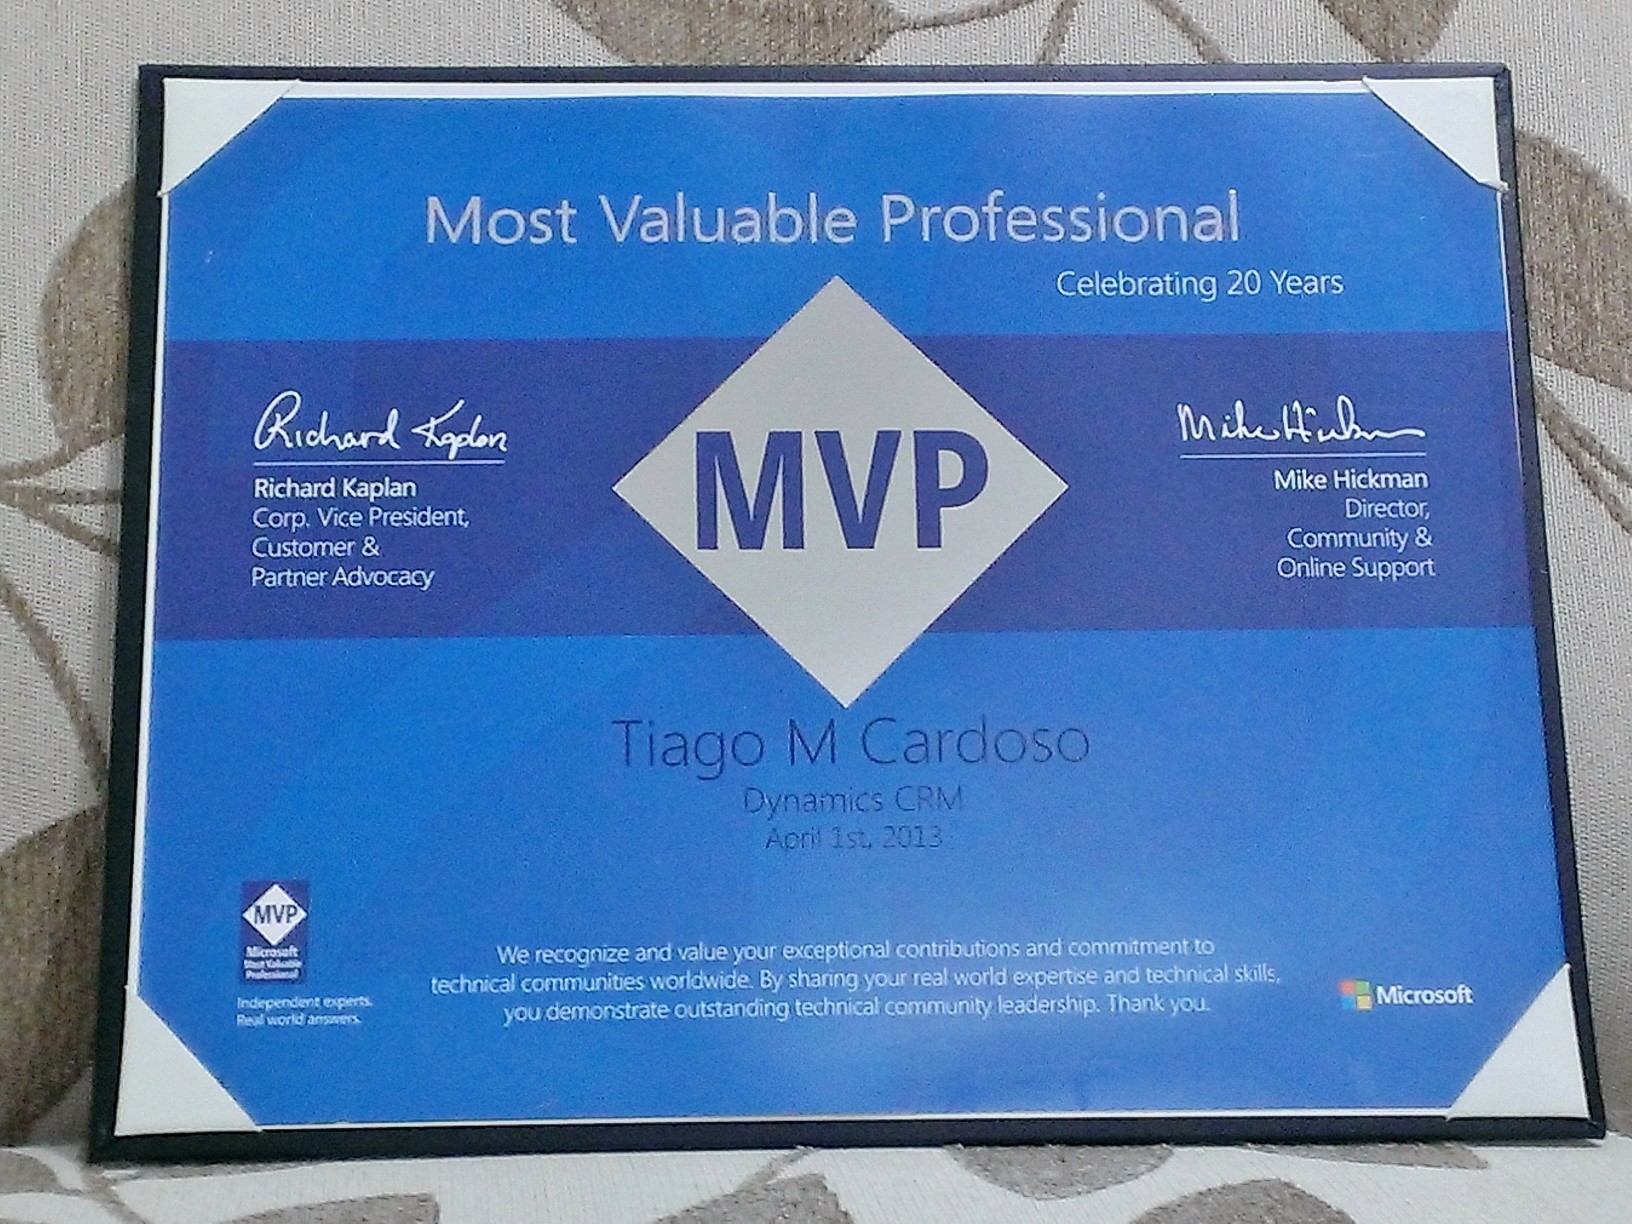 Most Valuable Professional
Celebrating 20 Years
MVP
Richard Kaplan
Richard Kaplan
Corp. Vice President,
Customer &
Partner Advocacy
Mike Hickman
Mike Hickman
Director,
Community &
Online Support
Tiago M Cardoso
Dynamics CRM
April 1st, 2013
MVP
Microsoft
Most Valuable
Professional
Independent experts.
Real world answers.
We recognize and value your exceptional contributions and commitment to
technical communities worldwide. By sharing your real world expertise and technical skills,
you demonstrate outstanding technical community leadership. Thank you.
Microsoft